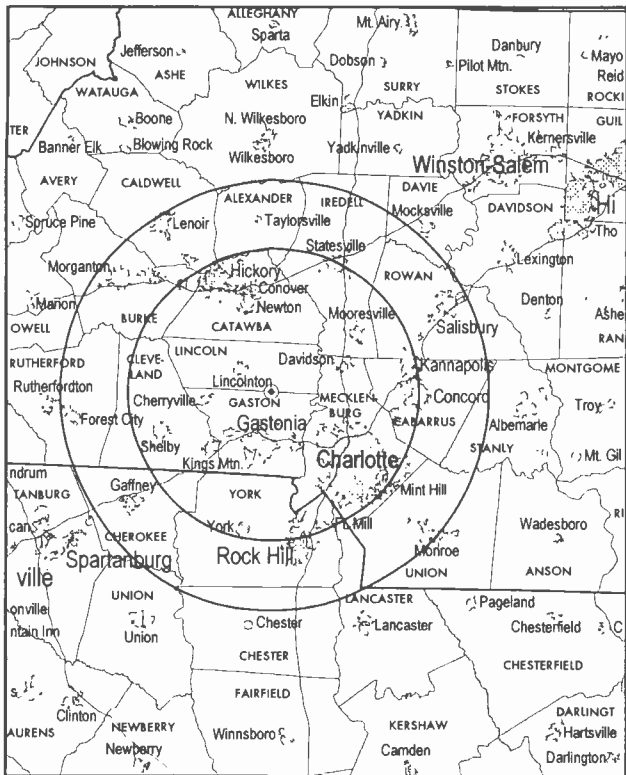 ALLEGHANY
Sparta
Mt. Airy
Jefferson
ASHE
Danbury
Mayo
JOHNSON
Dobson
Pilot Mtn.
Reid
WATAUGA
WILKES
SURRY
STOKES
ROCKI
Elkin
Boone
N. Wilkesboro
YADKIN
FORSYTH
GUIL
TER
Kernersville
Banner Elk
Blowing Rock
Wilkesboro
Yadkinville
Winston-Salem
AVERY
CALDWELL
DAVIE
ALEXANDER
IREDELL
DAVIDSON
Hi
Mocksville
Spruce Pine
Lenoir
Taylorsville
Tho
Statesville
Lexington
Morganton
Hickory
ROWAN
Conover
Marion
Newton
Mooresville
Denton
Ashe
BURKE
CATAWBA
Salisbury
OWELL
RAN
LINCOLN
RUTHERFORD
CLEVE-
LAND
Davidson
Kannapolis
MONTGOME
Rutherfordton
Lincolnton
Cherryville
GASTON
MECKLEN
BURG
Concord
Albemarle
Troy
Forest City
Gastonia
CABARRUS
Shelby
STANLY
Kings Mtn.
Charlotte
Mt. Gil
ndrum
TANBURG
Gaffney
YORK
Mint Hill
can
CHEROKEE
York
Ft. Mill
Wadesboro
RI
Spartanburg
Rock Hill
Monroe
ville
UNION
ANSON
UNION
LANCASTER
Pageland
onville
ntain Inn
Union
Chester
Lancaster
Chesterfield
C
CHESTER
CHESTERFIELD
s
FAIRFIELD
Clinton
DARLINGT
AURENS
NEWBERRY
Winnsboro
KERSHAW
Hartsville
Newberry
Camden
Darlington